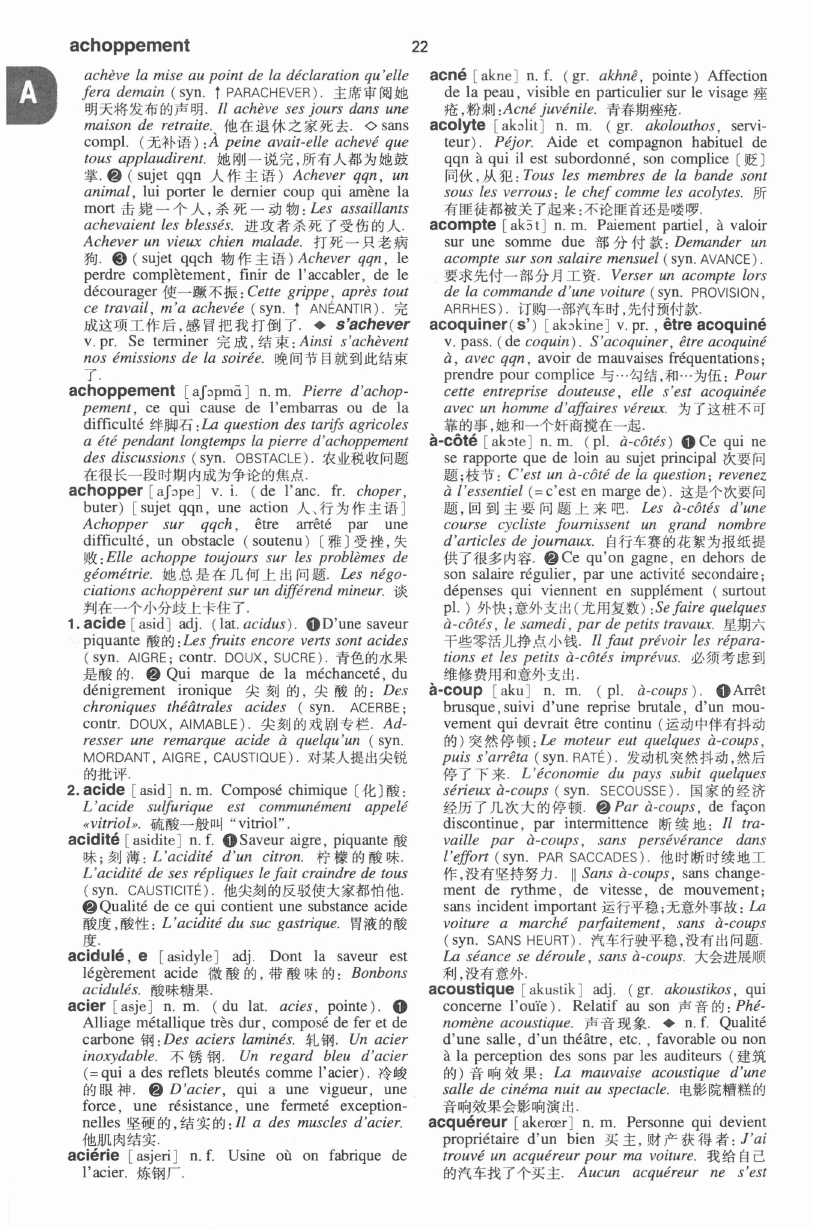 achoppement
22
A
achève la mise au point de la déclaration qu'elle
fera demain (syn. ↑ PARACHEVER). 主席审阅她
明天将发布的声明. Il achève ses jours dans une
maison de retraite. 他在退休之家死去. ◇ sans
compl. (无补语):À peine avait-elle achevé que
tous applaudirent. 她刚一说完,所有人都为她鼓
掌.❷ (sujet qqn 人作主语) Achever qqn, un
animal, lui porter le dernier coup qui amène la
mort 击毙一个人,杀死一动物:Les assaillants
achevaient les blessés. 进攻者杀死了受伤的人.
Achever un vieux chien malade. 打死一只老病
狗. ❸ (sujet qqch 物作主语) Achever qqn, le
perdre complètement, finir de l'accabler, de le
décourager 使一蹶不振:Cette grippe, après tout
ce travail, m'a achevée (syn. ↑ ANÉANTIR). 完
成这项工作后,感冒把我打倒了. ◆ s'achever
v. pr. Se terminer 完成,结束:Ainsi s'achèvent
nos émissions de la soirée. 晚间节目就到此结束
了.
achoppement [aʃɔpmɑ̃] n. m. Pierre d'achop-
pement, ce qui cause de l'embarras ou de la
difficulté 绊脚石:La question des tarifs agricoles
a été pendant longtemps la pierre d'achoppement
des discussions (syn. OBSTACLE). 农业税收问题
在很长一段时期内成为争论的焦点.
achopper [aʃɔpe] v. i. (de l'anc. fr. choper,
buter) [sujet qqn, une action 人、行为作主语]
Achopper sur qqch, être arrêté par une
difficulté, un obstacle (soutenu) [雅]受挫,失
败:Elle achoppe toujours sur les problèmes de
géométrie. 她总是在几何上出问题. Les négo-
ciations achoppèrent sur un différend mineur. 谈
判在一个小分歧上卡住了.
1. acide [asid] adj. (lat. acidus). ❶D'une saveur
piquante 酸的:Les fruits encore verts sont acides
(syn. AIGRE; contr. DOUX, SUCRE). 青色的水果
是酸的. ❷ Qui marque de la méchanceté, du
dénigrement ironique 尖刻的,尖酸的: Des
chroniques théâtrales acides (syn. ACERBE;
contr. DOUX, AIMABLE). 尖刻的戏剧专栏. Ad-
resser une remarque acide à quelqu'un (syn.
MORDANT, AIGRE, CAUSTIQUE). 对某人提出尖锐
的批评.
2. acide [asid] n. m. Composé chimique [化]酸:
L'acide sulfurique est communément appelé
«vitriol». 硫酸一般叫 "vitriol".
acidité [asidite] n. f. ❶Saveur aigre, piquante 酸
味;刻薄: L'acidité d'un citron. 柠檬的酸味.
L'acidité de ses répliques le fait craindre de tous
(syn. CAUSTICITÉ). 他尖刻的反驳使大家都怕他.
❷Qualité de ce qui contient une substance acide
酸度,酸性: L'acidité du suc gastrique. 胃液的酸
度.
acidulé, e [asidyle] adj. Dont la saveur est
légèrement acide 微酸的,带酸味的: Bonbons
acidulés. 酸味糖果.
acier [asje] n. m. (du lat. acies, pointe). ❶
Alliage métallique très dur, composé de fer et de
carbone 钢:Des aciers laminés. 轧钢. Un acier
inoxydable. 不锈钢. Un regard bleu d'acier
(= qui a des reflets bleutés comme l'acier). 冷峻
的眼神. ❷ D'acier, qui a une vigueur, une
force, une résistance, une fermeté exception-
nelles 坚硬的,结实的:Il a des muscles d'acier.
他肌肉结实.
aciérie [asjeri] n. f. Usine où on fabrique de
l'acier. 炼钢厂.
acné [akne] n. f. (gr. akhnê, pointe) Affection
de la peau, visible en particulier sur le visage 痤
疮,粉刺:Acné juvénile. 青春期痤疮.
acolyte [akɔlit] n. m. (gr. akolouthos, servi-
teur). Péjor. Aide et compagnon habituel de
qqn à qui il est subordonné, son complice [贬]
同伙,从犯:Tous les membres de la bande sont
sous les verrous: le chef comme les acolytes. 所
有匪徒都被关了起来:不论匪首还是喽啰.
acompte [akɔ̃t] n. m. Paiement partiel, à valoir
sur une somme due 部分付款: Demander un
acompte sur son salaire mensuel (syn. AVANCE).
要求先付一部分月工资. Verser un acompte lors
de la commande d'une voiture (syn. PROVISION,
ARRHES). 订购一部汽车时,先付预付款.
acoquiner(s') [akɔkine] v. pr., être acoquiné
v. pass. (de coquin). S'acoquiner, être acoquiné
à, avec qqn, avoir de mauvaises fréquentations;
prendre pour complice 与…勾结,和…为伍: Pour
cette entreprise douteuse, elle s'est acoquinée
avec un homme d'affaires véreux. 为了这桩不可
靠的事,她和一个奸商搅在一起.
à-côté [akote] n. m. (pl. à-côtés) ❶Ce qui ne
se rapporte que de loin au sujet principal 次要问
题;枝节: C'est un à-côté de la question; revenez
à l'essentiel (= c'est en marge de). 这是个次要问
题,回到主要问题上来吧. Les à-côtés d'une
course cycliste fournissent un grand nombre
d'articles de journaux. 自行车赛的花絮为报纸提
供了很多内容. ❷Ce qu'on gagne, en dehors de
son salaire régulier, par une activité secondaire;
dépenses qui viennent en supplément (surtout
pl.) 外快;意外支出(尤用复数):Se faire quelques
à-côtés, le samedi, par de petits travaux. 星期六
干些零活儿挣点小钱. Il faut prévoir les répara-
tions et les petits à-côtés imprévus. 必须考虑到
维修费用和意外支出.
à-coup [aku] n. m. (pl. à-coups). ❶Arrêt
brusque, suivi d'une reprise brutale, d'un mou-
vement qui devrait être continu (运动中伴有抖动
的)突然停顿:Le moteur eut quelques à-coups,
puis s'arrêta (syn. RATÉ). 发动机突然抖动,然后
停了下来. L'économie du pays subit quelques
sérieux à-coups (syn. SECOUSSE). 国家的经济
经历了几次大的停顿. ❷Par à-coups, de façon
discontinue, par intermittence 断续地: Il tra-
vaille par à-coups, sans persévérance dans
l'effort (syn. PAR SACCADES). 他时断时续地工
作,没有坚持努力. ‖ Sans à-coups, sans change-
ment de rythme, de vitesse, de mouvement;
sans incident important 运行平稳;无意外事故: La
voiture a marché parfaitement, sans à-coups
(syn. SANS HEURT). 汽车行驶平稳,没有出问题.
La séance se déroule, sans à-coups. 大会进展顺
利,没有意外.
acoustique [akustik] adj. (gr. akoustikos, qui
concerne l'ouïe). Relatif au son 声音的: Phé-
nomène acoustique. 声音现象. ◆ n. f. Qualité
d'une salle, d'un théâtre, etc., favorable ou non
à la perception des sons par les auditeurs (建筑
的)音响效果: La mauvaise acoustique d'une
salle de cinéma nuit au spectacle. 电影院糟糕的
音响效果会影响演出.
acquéreur [akerœr] n. m. Personne qui devient
propriétaire d'un bien 买主,财产获得者: J'ai
trouvé un acquéreur pour ma voiture. 我给自己
的汽车找了个买主. Aucun acquéreur ne s'est